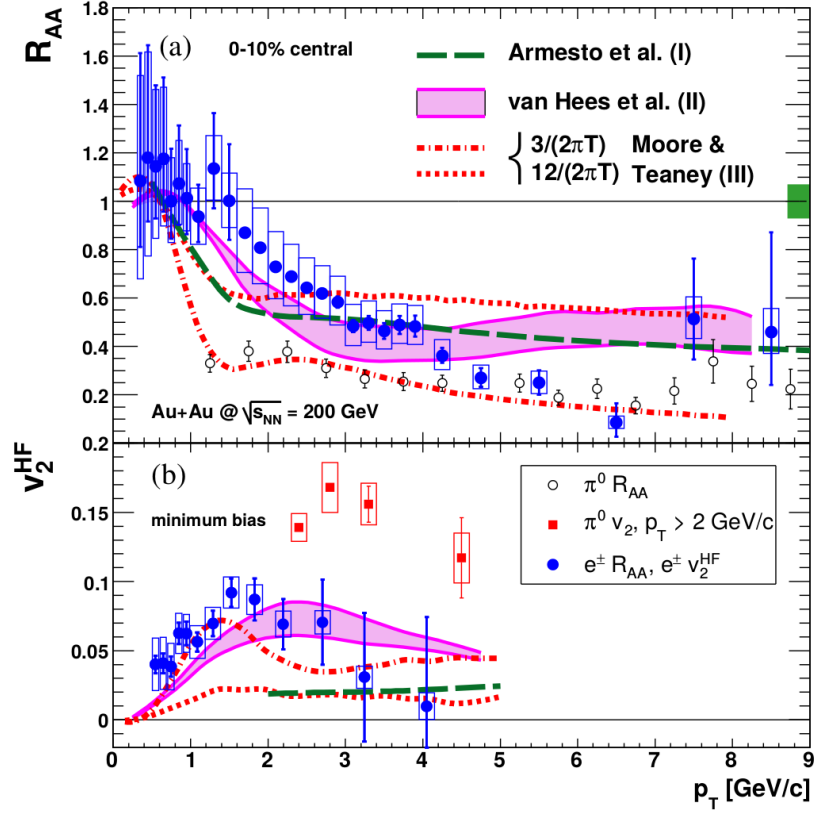 R_AA
1.8
1.6
1.4
1.2
1
0.8
0.6
0.4
0.2
(a)
0-10% central
Armesto et al. (I)
van Hees et al. (II)
3/(2πT) Moore &
12/(2πT) Teaney (III)
Au+Au @ √s_NN = 200 GeV
v_2^HF
0.15
0.1
0.05
0
(b)
minimum bias
π⁰ R_AA
π⁰ v_2, p_T > 2 GeV/c
e± R_AA, e± v_2^HF
0 1 2 3 4 5 6 7 8 9
p_T [GeV/c]